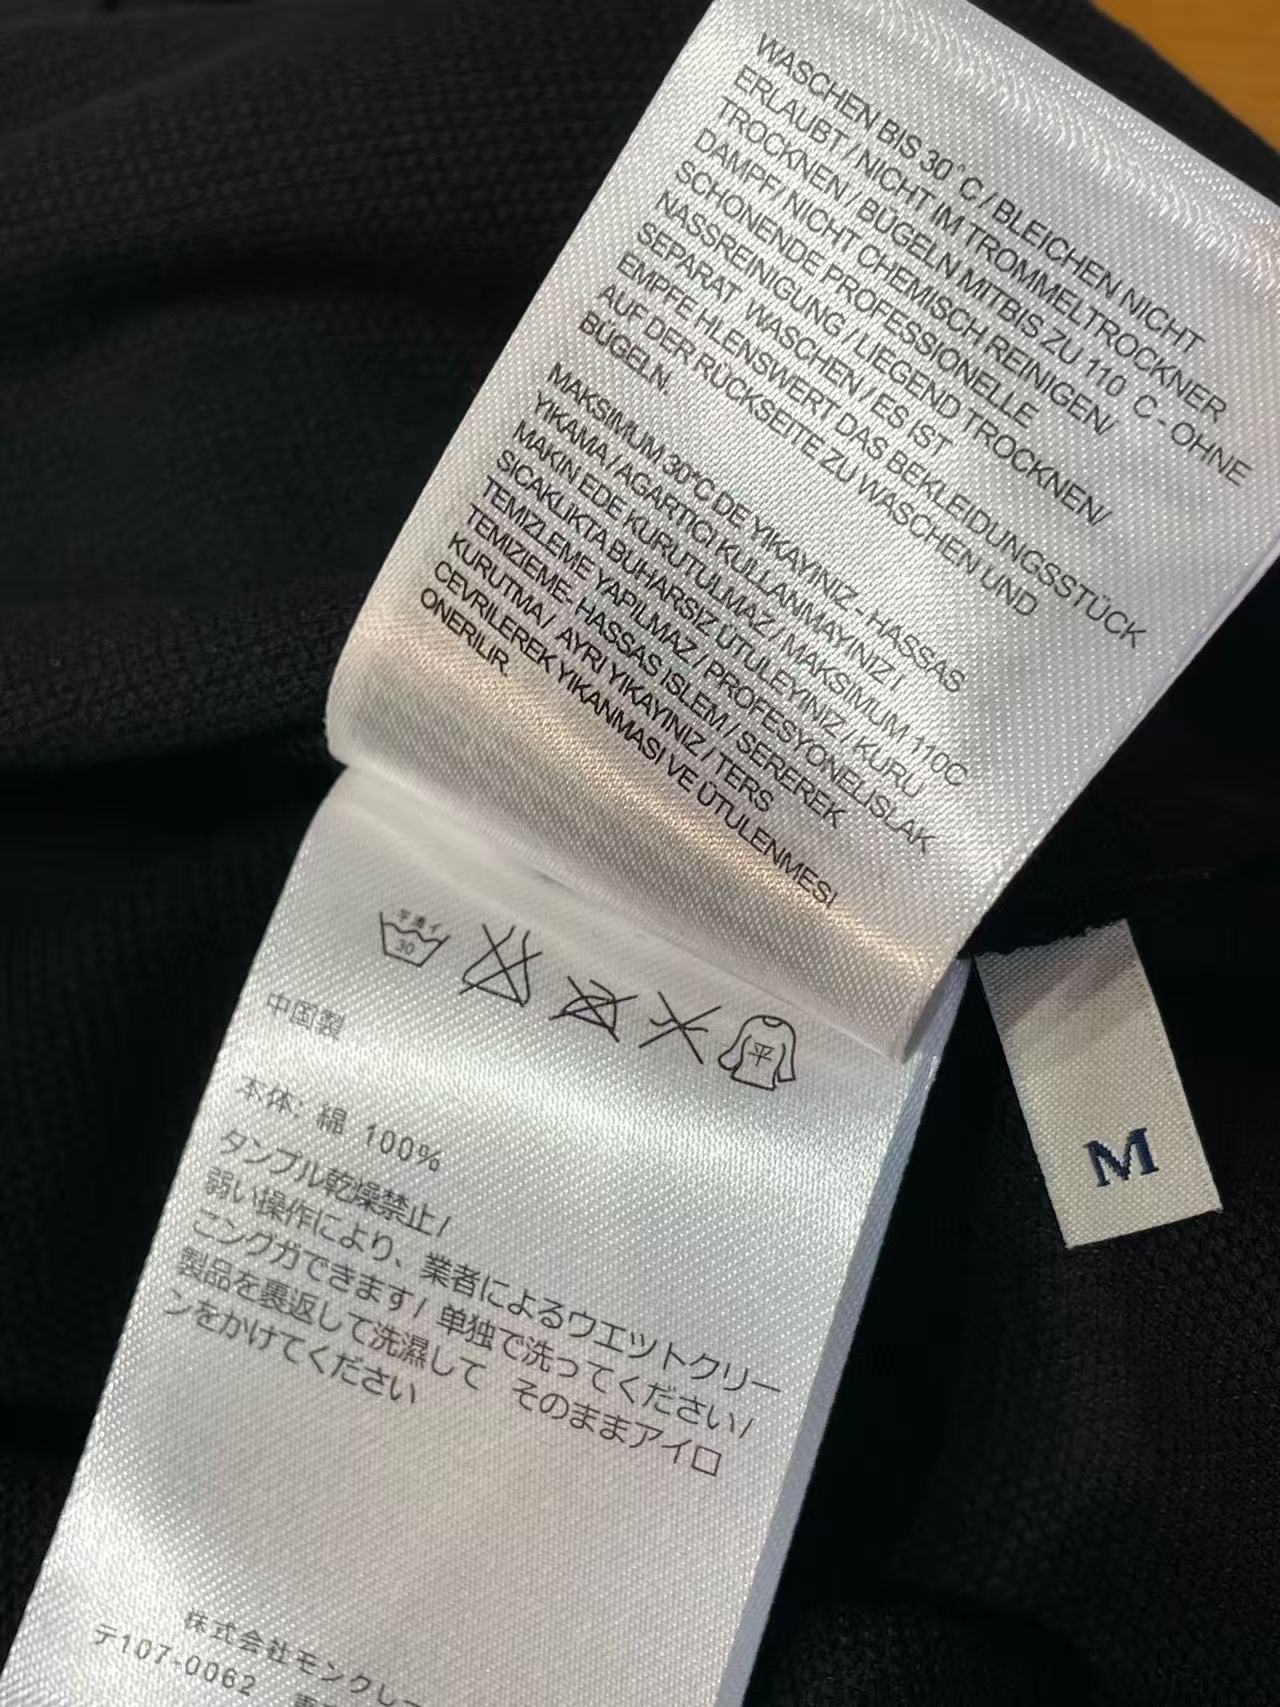 WASCHEN BIS 30°C / BLEICHEN NICHT
ERLAUBT / NICHT IM TROMMELTROCKNER
TROCKNEN / BÜGELN MITBIS ZU 110 C - OHNE
DAMPF/ NICHT CHEMISCH REINIGEN/
SCHONENDE PROFESSIONELLE
NASSREINIGUNG / LIEGEND TROCKNEN/
SEPARAT WASCHEN / ES IST
EMPFE HLENSWERT DAS BEKLEIDUNGSSTÜCK
AUF DER RÜCKSEITE ZU WASCHEN UND
BÜGELN.
MAKSIMUM 30°C DE YIKAYINIZ - HASSAS
YIKAMA / AGARTICI KULLANMAYINIZ I
MAKIN EDE KURUTULMAZ / MAKSIMUM 110C
SICAKLIKTA BUHARSIZ ÜTULEYINIZ / KURU
TEMIZLEME YAPILMAZ / PROFESYONELISLAK
TEMIZIEME- HASSAS ISLEM / SEREREK
KURUTMA / AYRI YIKAYINIZ / TERS
CEVRILEREK YIKANMASI VE ÜTULENMESI
ONERILIR.
30
平
中国製
本体: 綿 100%
タンブル乾燥禁止 /
弱い操作により、業者によるウエットクリー
ニングガできます/ 単独で洗ってください/
製品を裏返して洗濕して そのままアイロ
ンをかけてください
株式会社モンクレ
テ107-0062
M